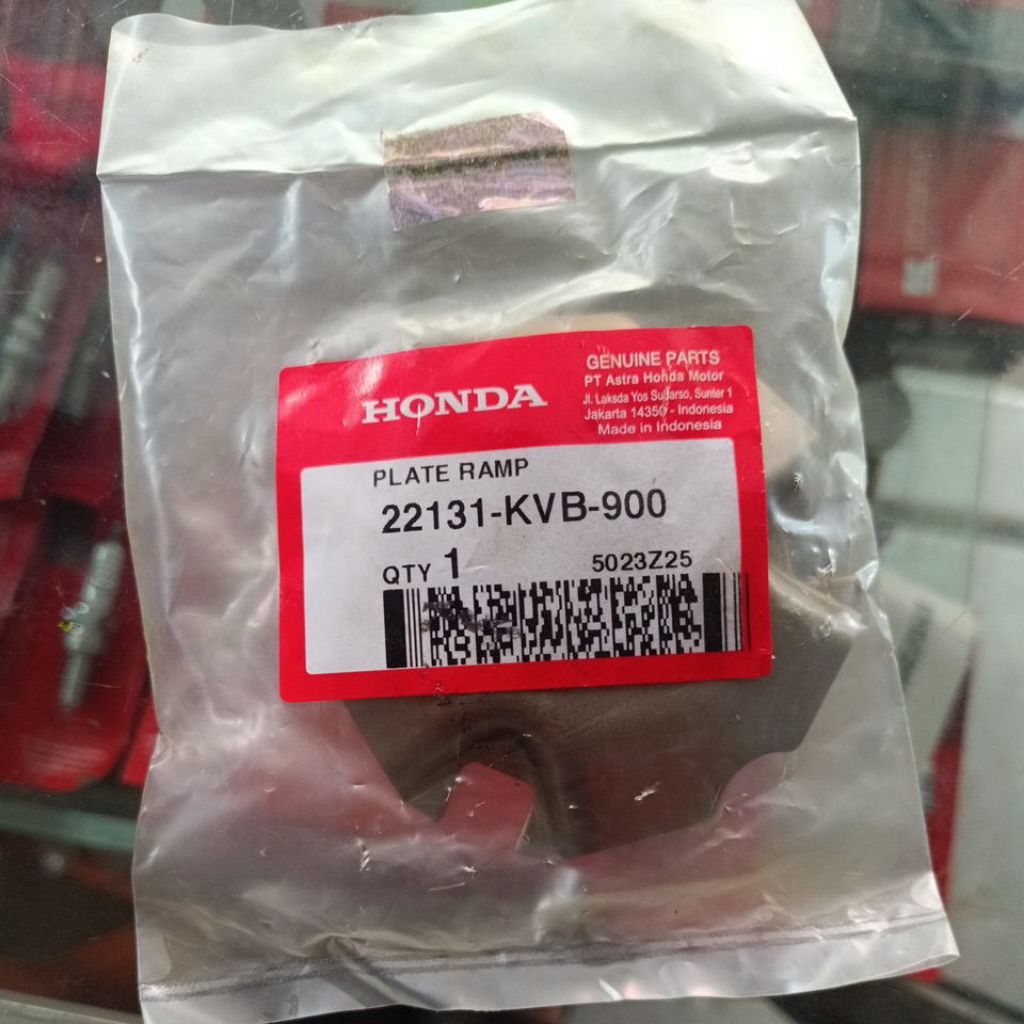 HONDA
GENUINE PARTS
PT Astra Honda Motor
Jl. Laksda Yos Sudarso, Sunter 1
Jakarta 14350 - Indonesia
Made in Indonesia
PLATE RAMP
22131-KVB-900
QTY 1
5023Z25